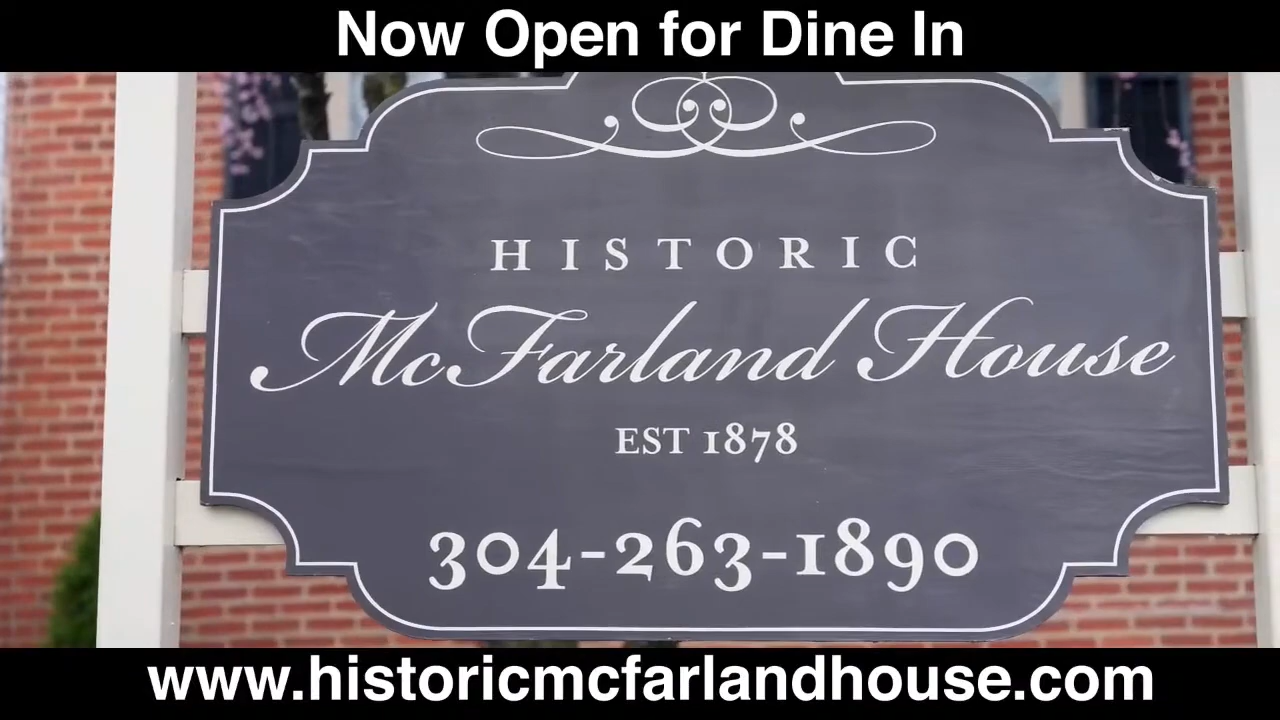 Now Open for Dine In
HISTORIC
McFarland House
EST 1878
304-263-1890
www.historicmcfarlandhouse.com